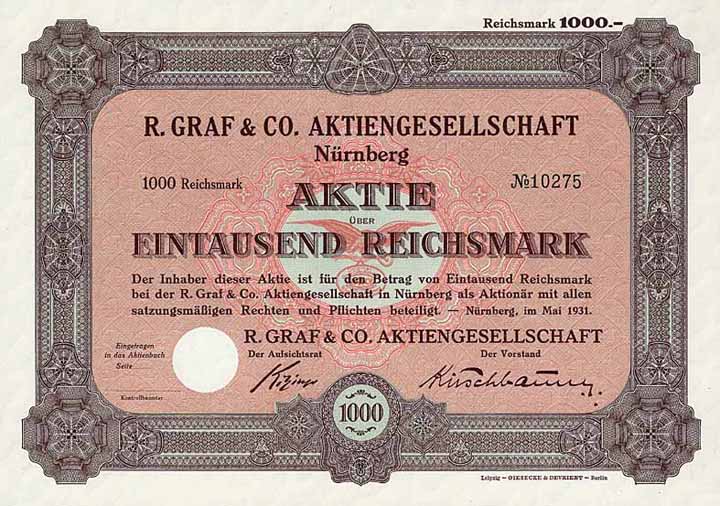 Reichsmark 1000.–
R. GRAF & CO. AKTIENGESELLSCHAFT
Nürnberg
1000 Reichsmark
№10275
AKTIE
ÜBER
EINTAUSEND REICHSMARK
Der Inhaber dieser Aktie ist für den Betrag von Eintausend Reichsmark
bei der R. Graf & Co. Aktiengesellschaft in Nürnberg als Aktionär mit allen
satzungsmäßigen Rechten und Pflichten beteiligt. — Nürnberg, im Mai 1931.
R. GRAF & CO. AKTIENGESELLSCHAFT
Eingetragen
in das Aktienbuch
Seite
Der Aufsichtsrat
Der Vorstand
Kirschbaum
Kontrollbeamter
1000
Leipzig – GIESECKE & DEVRIENT – Berlin